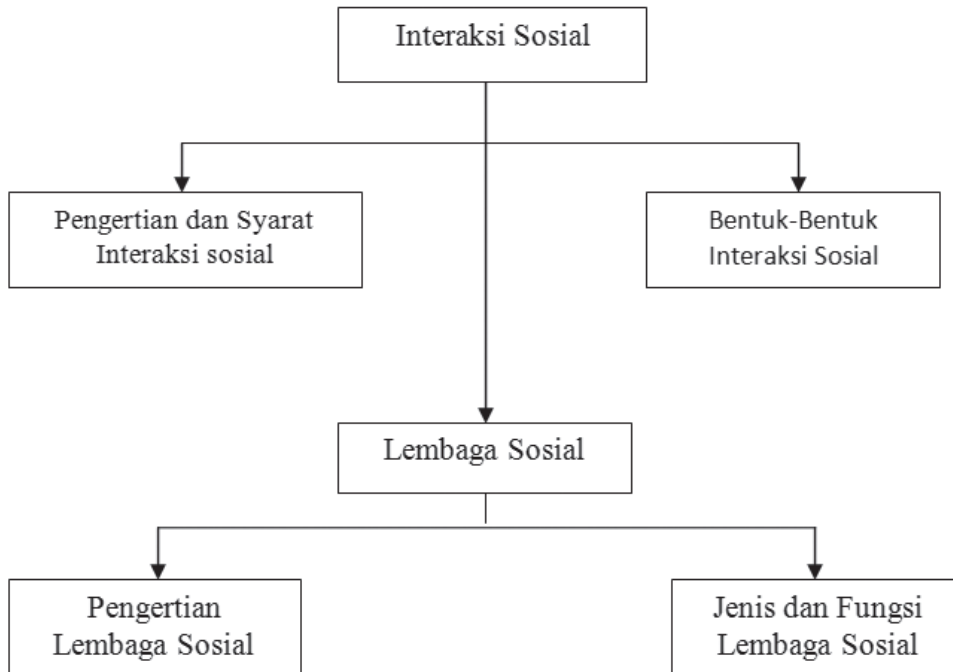 Interaksi Sosial
Pengertian dan Syarat
Interaksi sosial
Bentuk-Bentuk
Interaksi Sosial
Lembaga Sosial
Pengertian
Lembaga Sosial
Jenis dan Fungsi
Lembaga Sosial